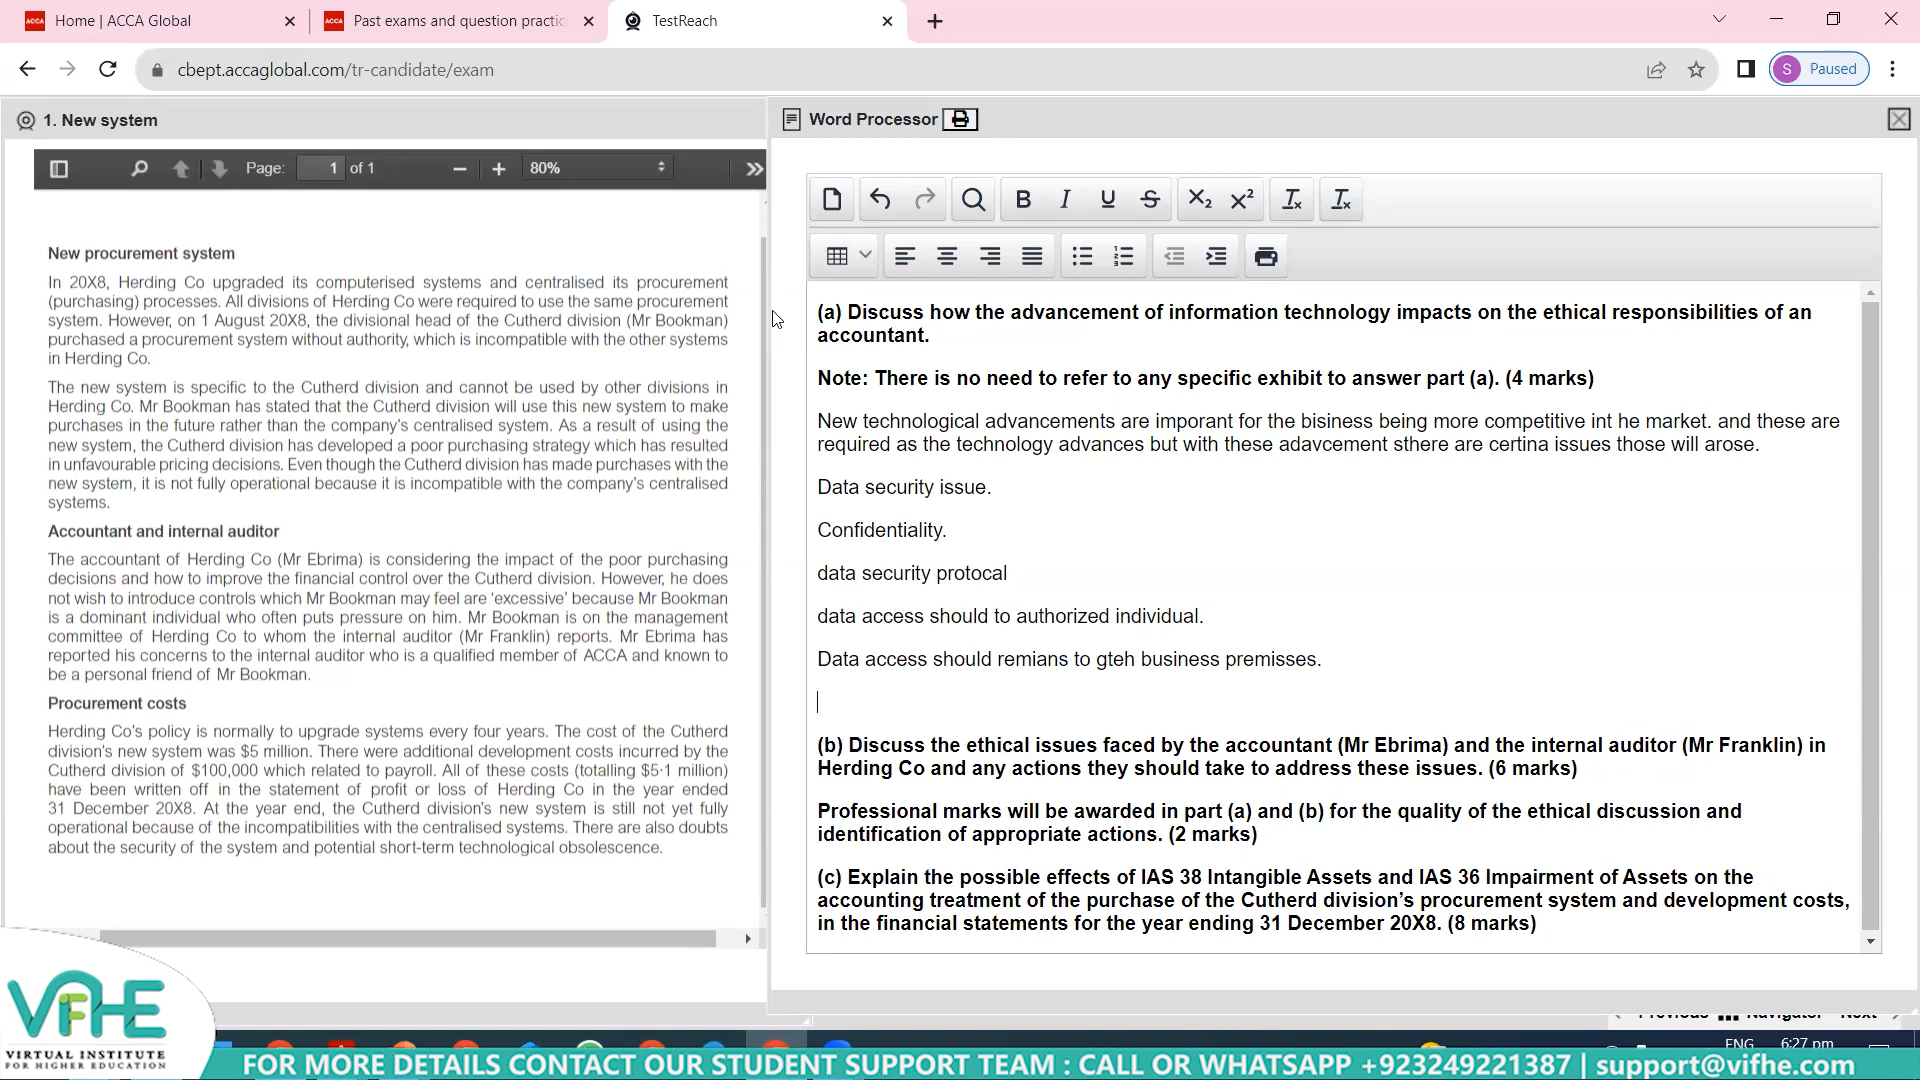 Home | ACCA Global
Past exams and question practic
TestReach
cbept.accaglobal.com/tr-candidate/exam
S
Paused
1. New system
Word Processor
Page: 1 of 1
80%
New procurement system
In 20X8, Herding Co upgraded its computerised systems and centralised its procurement
(purchasing) processes. All divisions of Herding Co were required to use the same procurement
system. However, on 1 August 20X8, the divisional head of the Cutherd division (Mr Bookman)
purchased a procurement system without authority, which is incompatible with the other systems
in Herding Co.
The new system is specific to the Cutherd division and cannot be used by other divisions in
Herding Co. Mr Bookman has stated that the Cutherd division will use this new system to make
purchases in the future rather than the company's centralised system. As a result of using the
new system, the Cutherd division has developed a poor purchasing strategy which has resulted
in unfavourable pricing decisions. Even though the Cutherd division has made purchases with the
new system, it is not fully operational because it is incompatible with the company's centralised
systems.
Accountant and internal auditor
The accountant of Herding Co (Mr Ebrima) is considering the impact of the poor purchasing
decisions and how to improve the financial control over the Cutherd division. However, he does
not wish to introduce controls which Mr Bookman may feel are 'excessive' because Mr Bookman
is a dominant individual who often puts pressure on him. Mr Bookman is on the management
committee of Herding Co to whom the internal auditor (Mr Franklin) reports. Mr Ebrima has
reported his concerns to the internal auditor who is a qualified member of ACCA and known to
be a personal friend of Mr Bookman.
Procurement costs
Herding Co's policy is normally to upgrade systems every four years. The cost of the Cutherd
division's new system was $5 million. There were additional development costs incurred by the
Cutherd division of $100,000 which related to payroll. All of these costs (totalling $5·1 million)
have been written off in the statement of profit or loss of Herding Co in the year ended
31 December 20X8. At the year end, the Cutherd division's new system is still not yet fully
operational because of the incompatibilities with the centralised systems. There are also doubts
about the security of the system and potential short-term technological obsolescence.
(a) Discuss how the advancement of information technology impacts on the ethical responsibilities of an
accountant.
Note: There is no need to refer to any specific exhibit to answer part (a). (4 marks)
New technological advancements are imporant for the bisiness being more competitive int he market. and these are
required as the technology advances but with these adavcement sthere are certina issues those will arose.
Data security issue.
Confidentiality.
data security protocal
data access should to authorized individual.
Data access should remians to gteh business premisses.
(b) Discuss the ethical issues faced by the accountant (Mr Ebrima) and the internal auditor (Mr Franklin) in
Herding Co and any actions they should take to address these issues. (6 marks)
Professional marks will be awarded in part (a) and (b) for the quality of the ethical discussion and
identification of appropriate actions. (2 marks)
(c) Explain the possible effects of IAS 38 Intangible Assets and IAS 36 Impairment of Assets on the
accounting treatment of the purchase of the Cutherd division's procurement system and development costs,
in the financial statements for the year ending 31 December 20X8. (8 marks)
Previous Navigator Next
ENG 6:27 pm
VFHE
VIRTUAL INSTITUTE
FOR HIGHER EDUCATION
FOR MORE DETAILS CONTACT OUR STUDENT SUPPORT TEAM : CALL OR WHATSAPP +923249221387 | support@vifhe.com